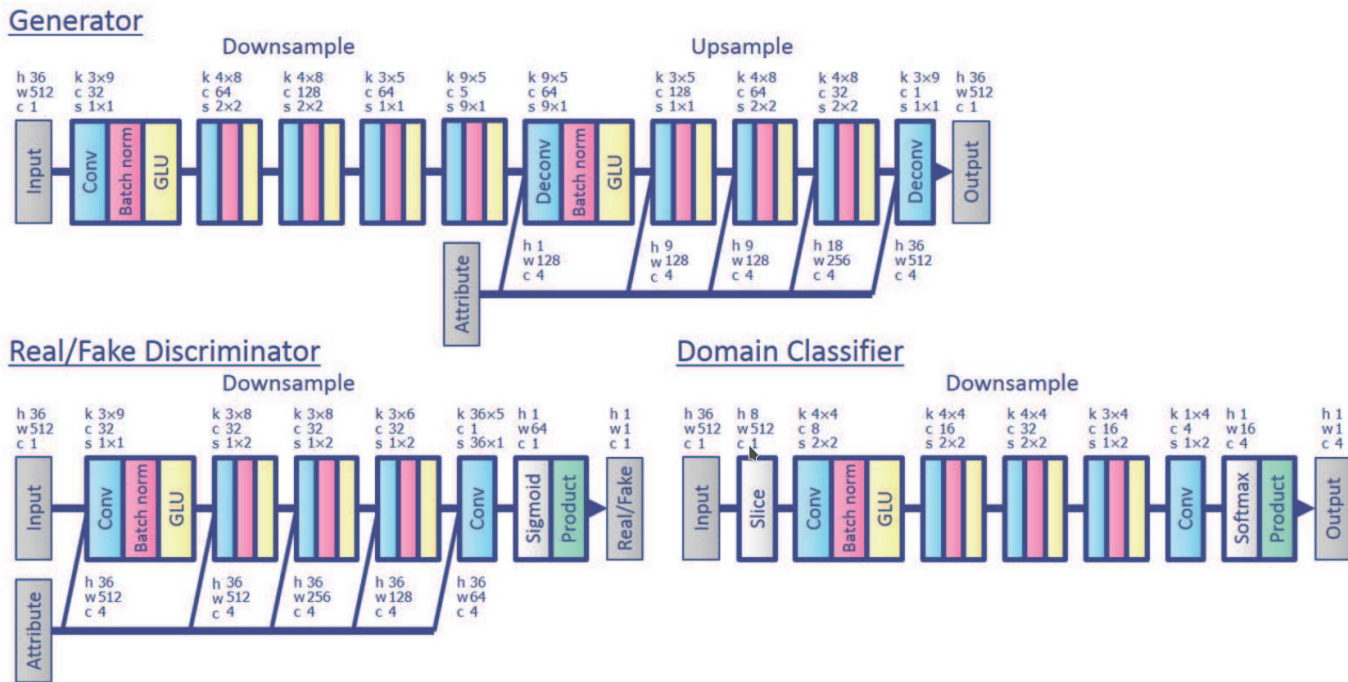 Generator
Downsample
Upsample
h 36
w 512
c 1
k 3×9
c 32
s 1×1
k 4×8
c 64
s 2×2
k 4×8
c 128
s 2×2
k 3×5
c 64
s 1×1
k 9×5
c 5
s 9×1
k 9×5
c 64
s 9×1
k 3×5
c 128
s 1×1
k 4×8
c 64
s 2×2
k 4×8
c 32
s 2×2
k 3×9
c 1
s 1×1
h 36
w 512
c 1
Input
Conv
Batch norm
GLU
Deconv
Batch norm
GLU
Deconv
Output
Attribute
h 1
w 128
c 4
h 9
w 128
c 4
h 9
w 128
c 4
h 18
w 256
c 4
h 36
w 512
c 4
Real/Fake Discriminator
Downsample
h 36
w 512
c 1
k 3×9
c 32
s 1×1
k 3×8
c 32
s 1×2
k 3×8
c 32
s 1×2
k 3×6
c 32
s 1×2
k 36×5
c 1
s 36×1
h 1
w 64
c 1
h 1
w 1
c 1
Input
Conv
Batch norm
GLU
Conv
Sigmoid
Product
Real/Fake
Attribute
h 36
w 512
c 4
h 36
w 512
c 4
h 36
w 256
c 4
h 36
w 128
c 4
h 36
w 64
c 4
Domain Classifier
Downsample
h 36
w 512
c 1
h 8
w 512
c 1
k 4×4
c 8
s 2×2
k 4×4
c 16
s 2×2
k 4×4
c 32
s 2×2
k 3×4
c 16
s 1×2
k 1×4
c 4
s 1×2
h 1
w 16
c 4
h 1
w 1
c 4
Input
Slice
Conv
Batch norm
GLU
Conv
Softmax
Product
Output